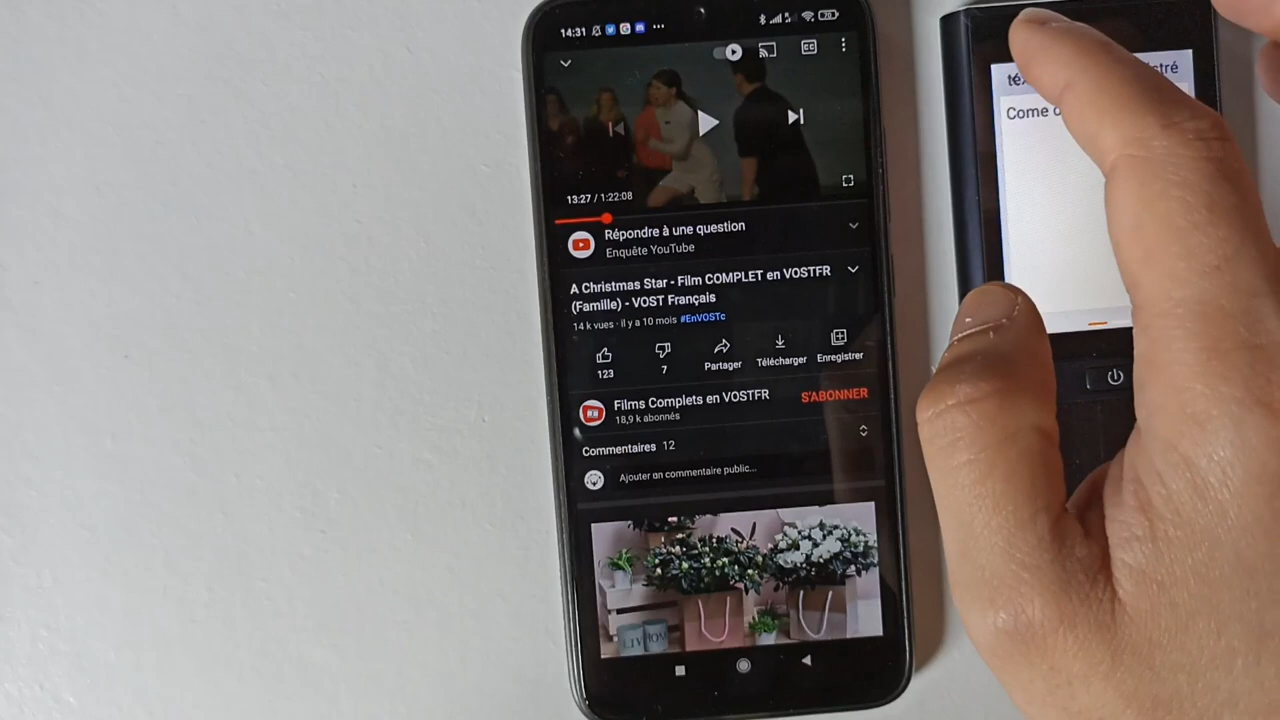 14:31
70
CC
13:27 / 1:22:08
Répondre à une question
Enquête YouTube
A Christmas Star - Film COMPLET en VOSTFR
(Famille) - VOST Français
14 k vues · il y a 10 mois #EnVOSTc
123
7
Partager
Télécharger
Enregistrer
Films Complets en VOSTFR
S'ABONNER
18,9 k abonnés
Commentaires 12
Ajouter un commentaire public...
Come